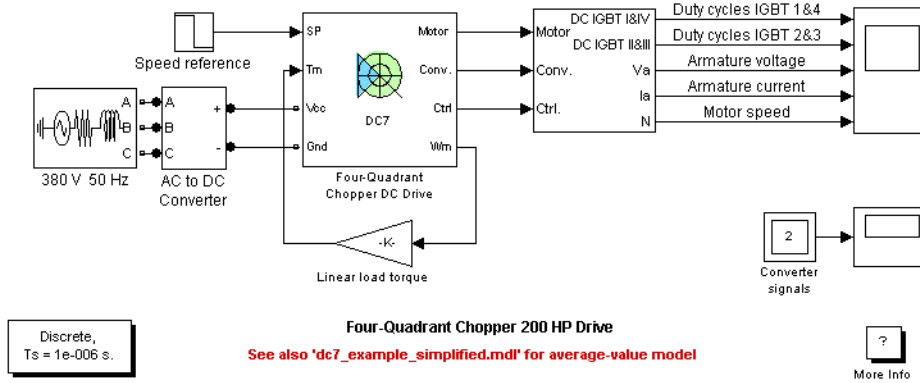 Speed reference
SP
Tm
Vcc
Gnd
DC7
Motor
Conv.
Ctrl
Wm
Four-Quadrant
Chopper DC Drive
A
B
C
380 V 50 Hz
A
B
C
+
-
AC to DC
Converter
Motor
Conv.
Ctrl.
DC IGBT I&IV
DC IGBT II&III
Va
Ia
N
Duty cycles IGBT 1&4
Duty cycles IGBT 2&3
Armature voltage
Armature current
Motor speed
-K-
Linear load torque
2
Converter
signals
Discrete,
Ts = 1e-006 s.
Four-Quadrant Chopper 200 HP Drive
See also 'dc7_example_simplified.mdl' for average-value model
?
More Info